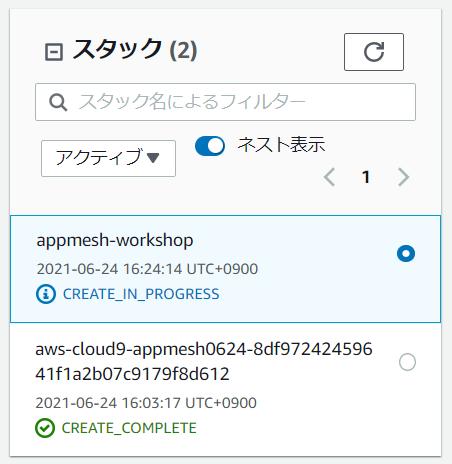 スタック (2)
スタック名によるフィルター
アクティブ▼
ネスト表示
1
appmesh-workshop
2021-06-24 16:24:14 UTC+0900
CREATE_IN_PROGRESS
aws-cloud9-appmesh0624-8df972424596
41f1a2b07c9179f8d612
2021-06-24 16:03:17 UTC+0900
CREATE_COMPLETE